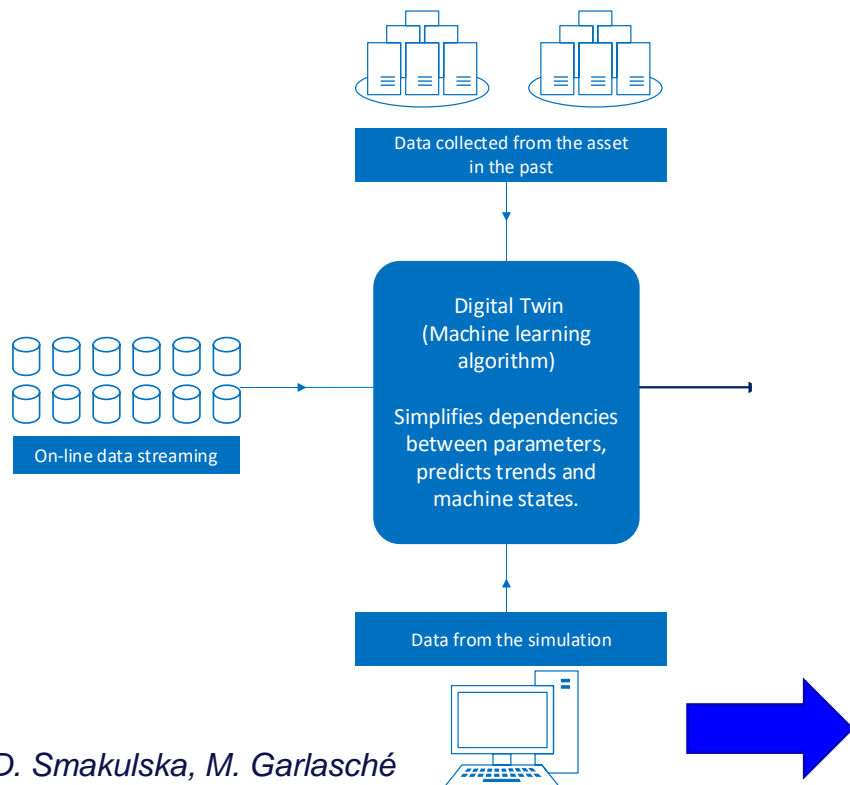 Data collected from the asset
in the past
Digital Twin
(Machine learning
algorithm)
Simplifies dependencies
between parameters,
predicts trends and
machine states.
On-line data streaming
Data from the simulation
D. Smakulska, M. Garlasché